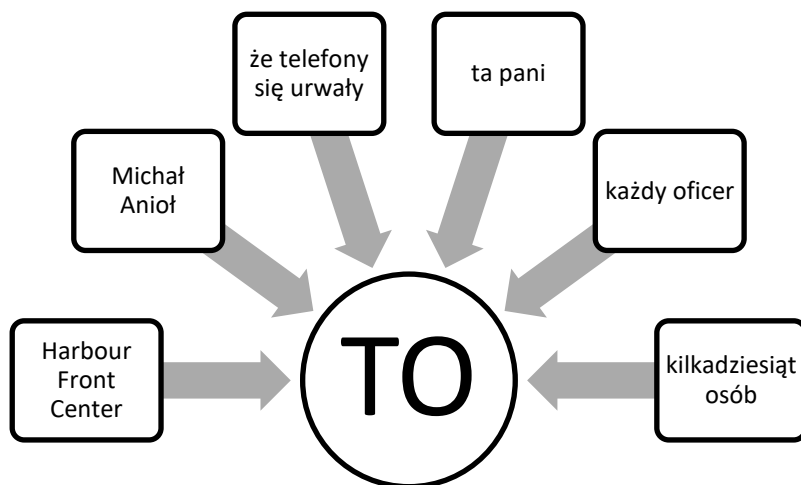 że telefony
się urwały
ta pani
Michał
Anioł
każdy oficer
TO
Harbour
Front
Center
kilkadziesiąt
osób